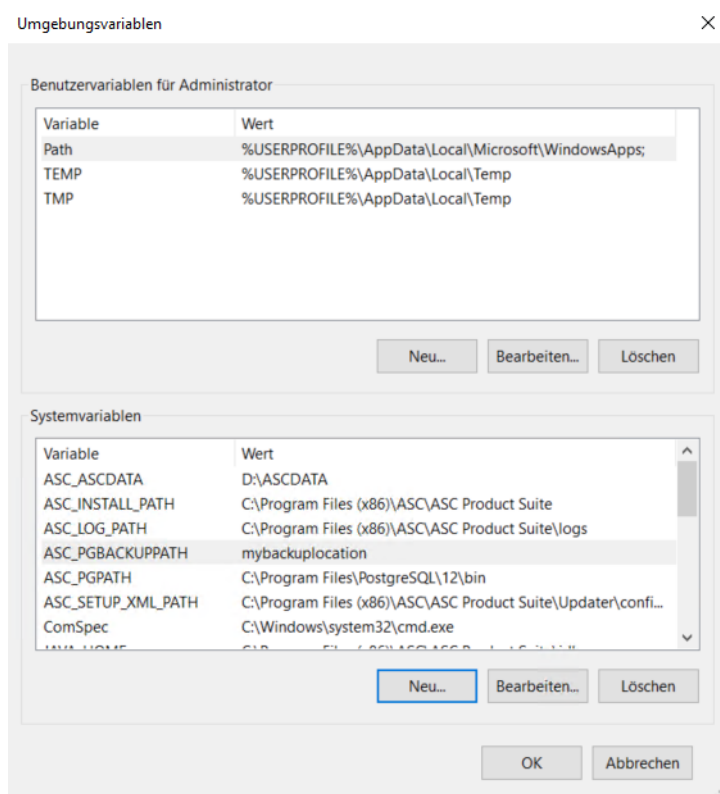 Umgebungsvariablen
Benutzervariablen für Administrator
Variable Wert
Path %USERPROFILE%\AppData\Local\Microsoft\WindowsApps;
TEMP %USERPROFILE%\AppData\Local\Temp
TMP %USERPROFILE%\AppData\Local\Temp
Neu... Bearbeiten... Löschen
Systemvariablen
Variable Wert
ASC_ASCDATA D:\ASCDATA
ASC_INSTALL_PATH C:\Program Files (x86)\ASC\ASC Product Suite
ASC_LOG_PATH C:\Program Files (x86)\ASC\ASC Product Suite\logs
ASC_PGBACKUPPATH mybackuplocation
ASC_PGPATH C:\Program Files\PostgreSQL\12\bin
ASC_SETUP_XML_PATH C:\Program Files (x86)\ASC\ASC Product Suite\Updater\confi...
ComSpec C:\Windows\system32\cmd.exe
Neu... Bearbeiten... Löschen
OK Abbrechen